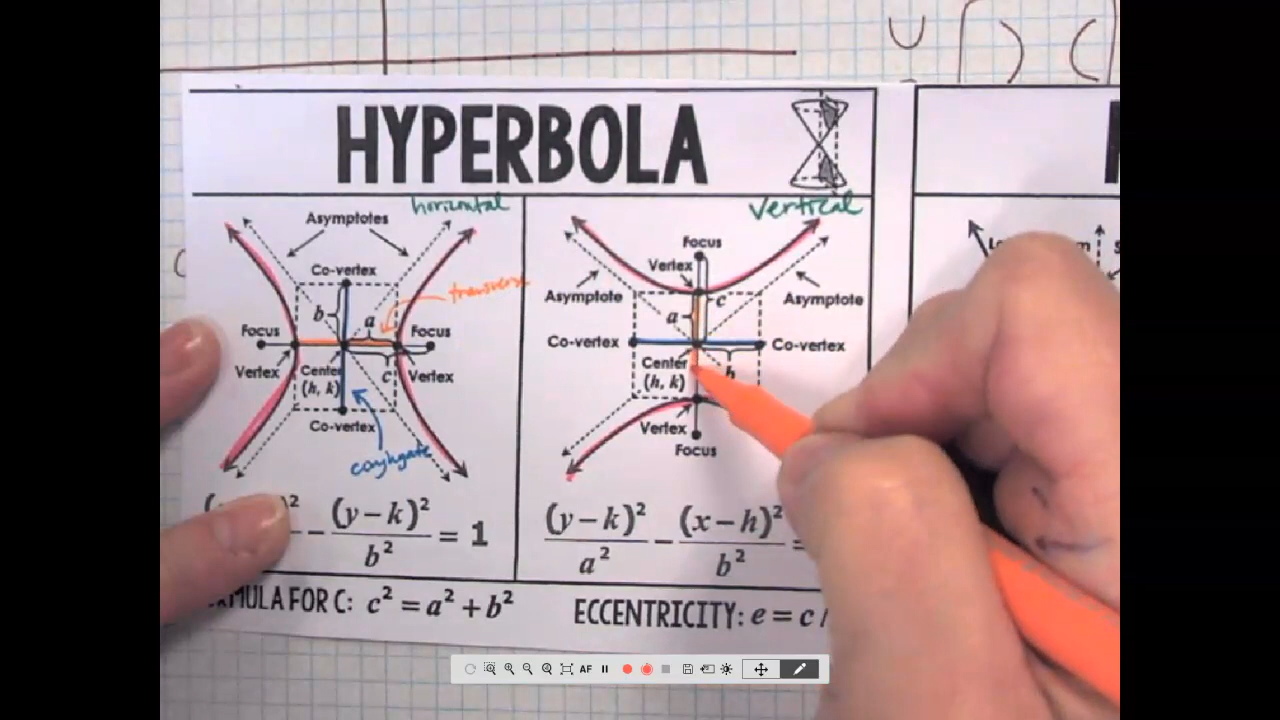 HYPERBOLA
horizontal
Asymptotes
Co-vertex
b
a
transverse
Focus
Focus
Vertex
Center
(h, k)
c
Vertex
Co-vertex
conjugate
(y-k)²
b²
- = 1
vertical
Focus
Vertex
Asymptote
Asymptote
c
a
Co-vertex
Co-vertex
Center
(h, k)
b
Vertex
Focus
(y-k)² - (x-h)² =
a² b²
FORMULA FOR C: c² = a² + b²
ECCENTRICITY: e = c /
AF